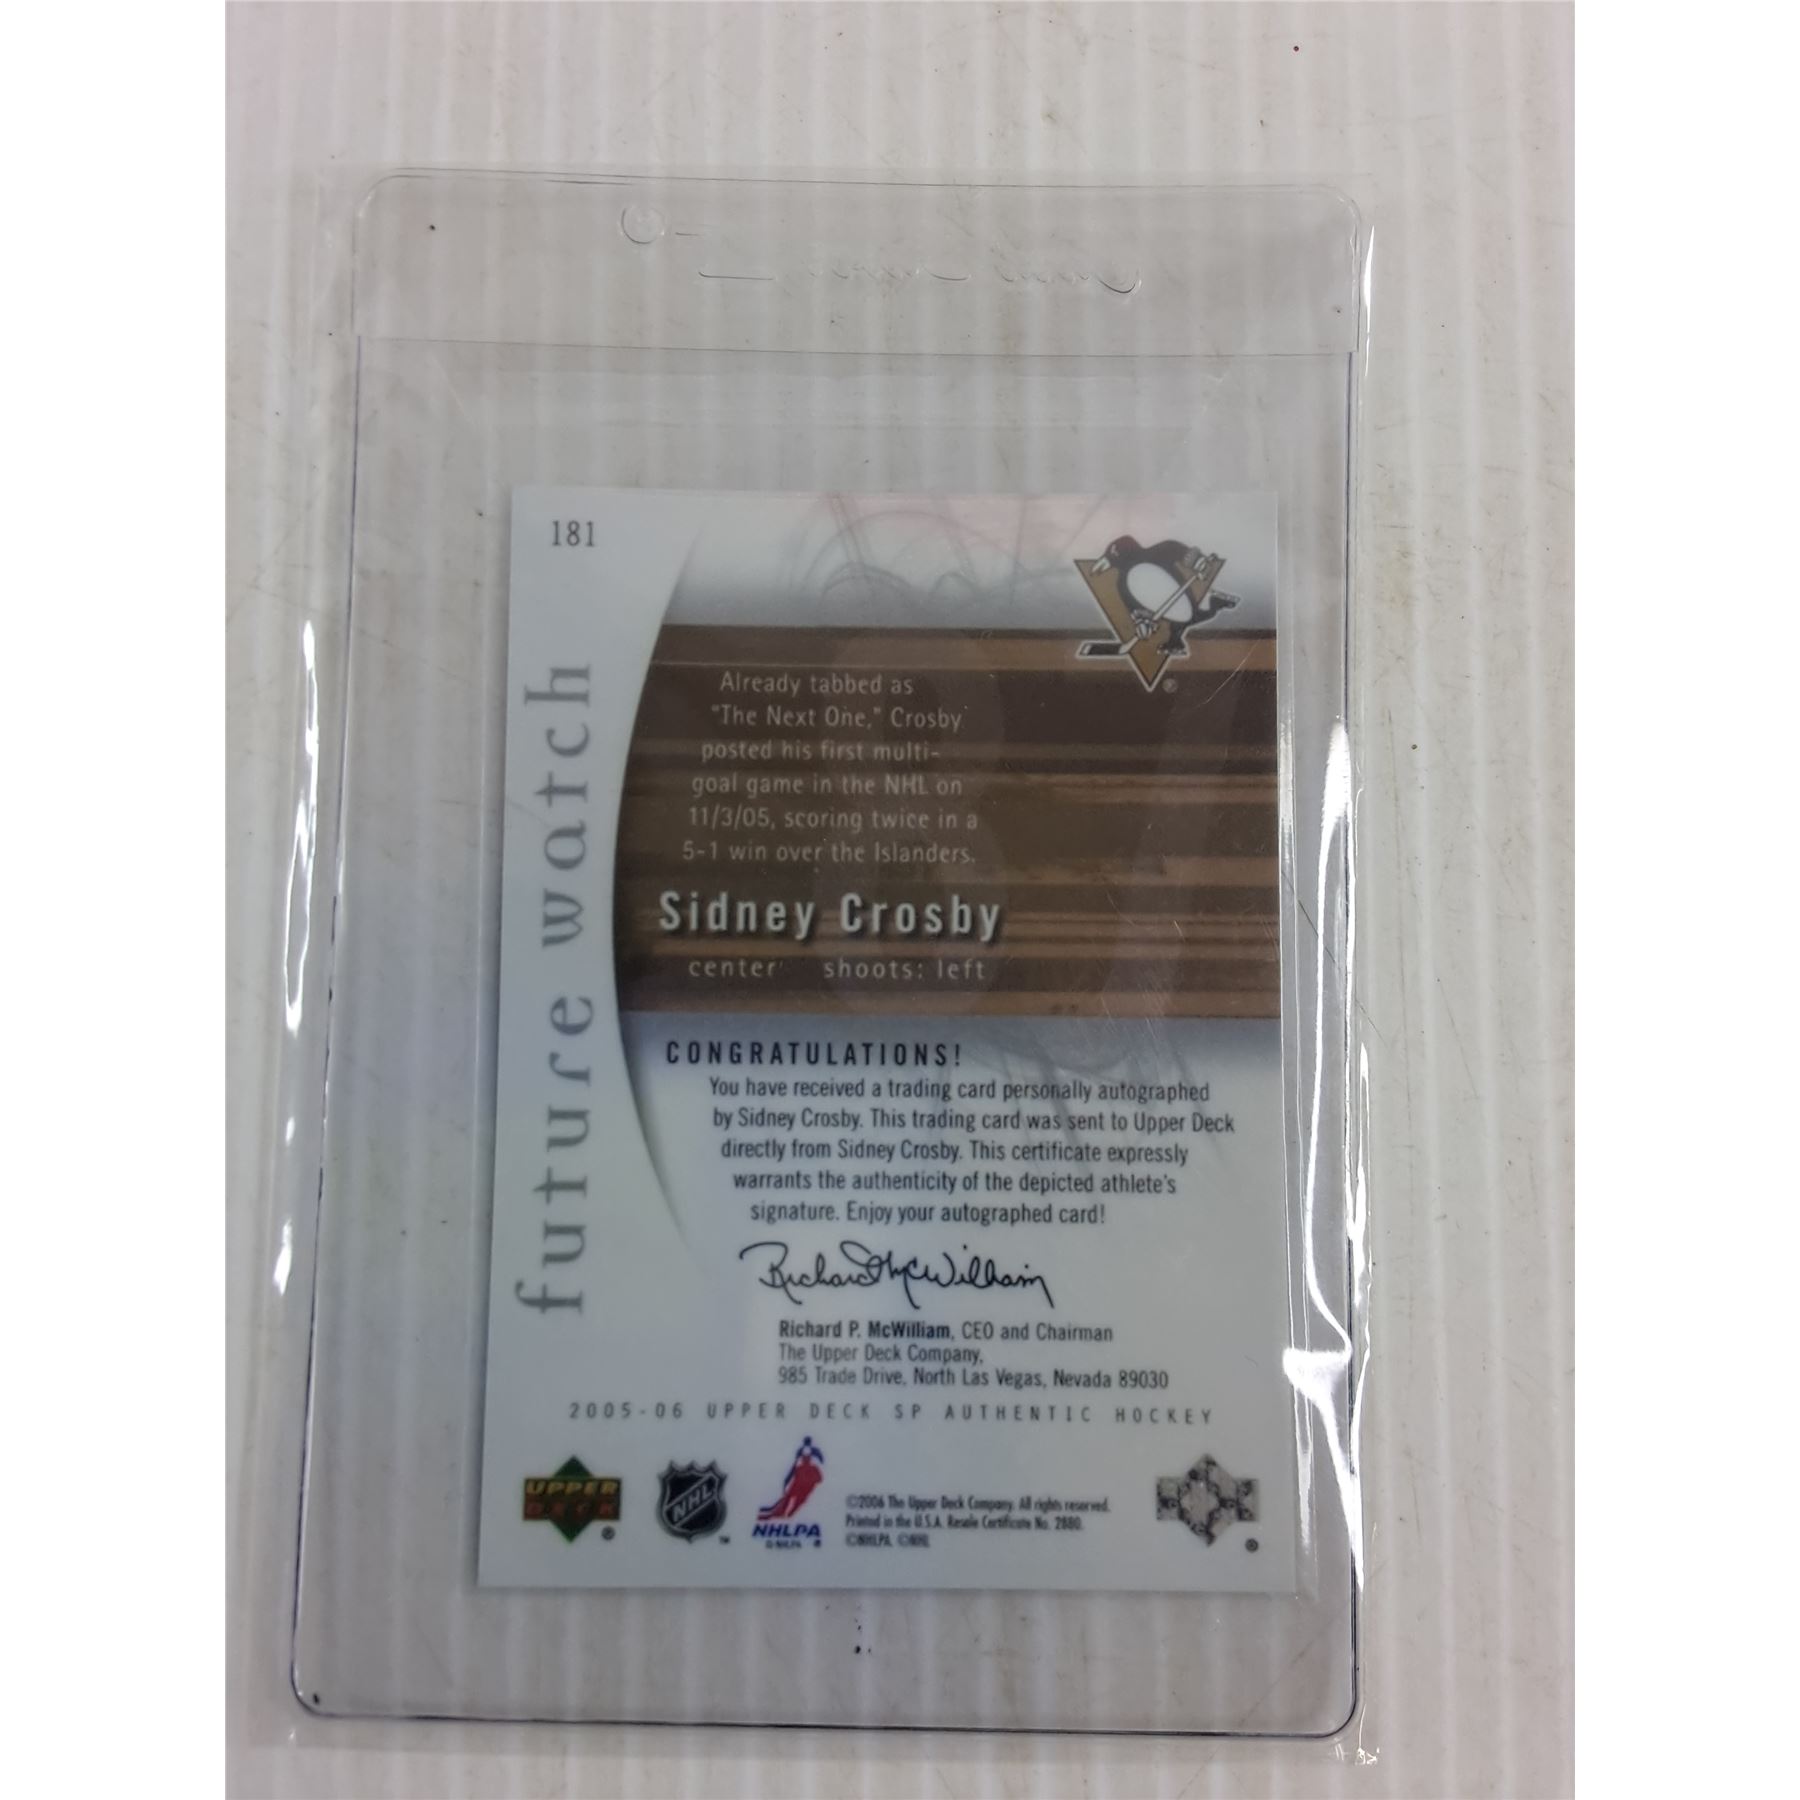 181
future watch
Already tabbed as
"The Next One," Crosby
posted his first multi-
goal game in the NHL on
11/3/05, scoring twice in a
5-1 win over the Islanders.
Sidney Crosby
center shoots: left
CONGRATULATIONS!
You have received a trading card personally autographed
by Sidney Crosby. This trading card was sent to Upper Deck
directly from Sidney Crosby. This certificate expressly
warrants the authenticity of the depicted athlete's
signature. Enjoy your autographed card!
Richard McWilliam
Richard P. McWilliam, CEO and Chairman
The Upper Deck Company,
985 Trade Drive, North Las Vegas, Nevada 89030
2005-06 UPPER DECK SP AUTHENTIC HOCKEY
UPPER
DECK
®
NHL
™
NHLPA
©2006 The Upper Deck Company. All rights reserved.
Printed in the U.S.A. Resale Certificate No. 2880.
©NHLPA. ©NHL